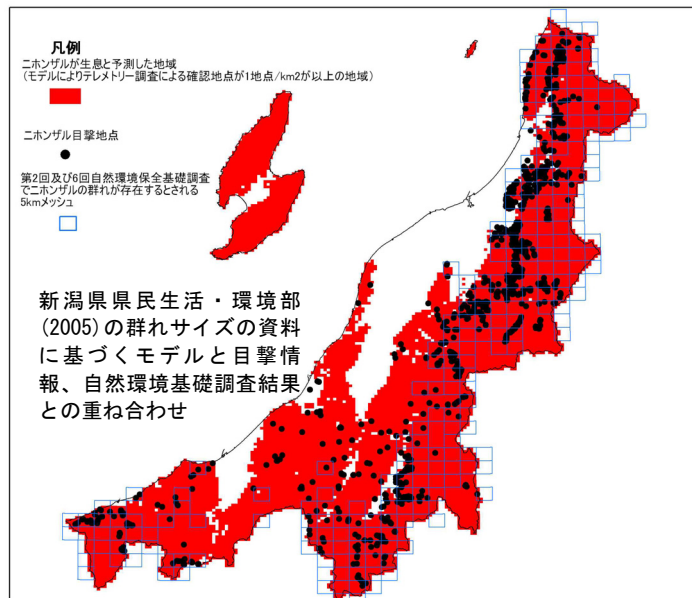 凡例
ニホンザルが生息と予測した地域
(モデルによりテレメトリー調査による確認地点が1地点/km2が以上の地域)
ニホンザル目撃地点
第2回及び6回自然環境保全基礎調査
でニホンザルの群れが存在するとされる
5kmメッシュ
新潟県県民生活・環境部
(2005)の群れサイズの資料
に基づくモデルと目撃情
報、自然環境基礎調査結果
との重ね合わせ